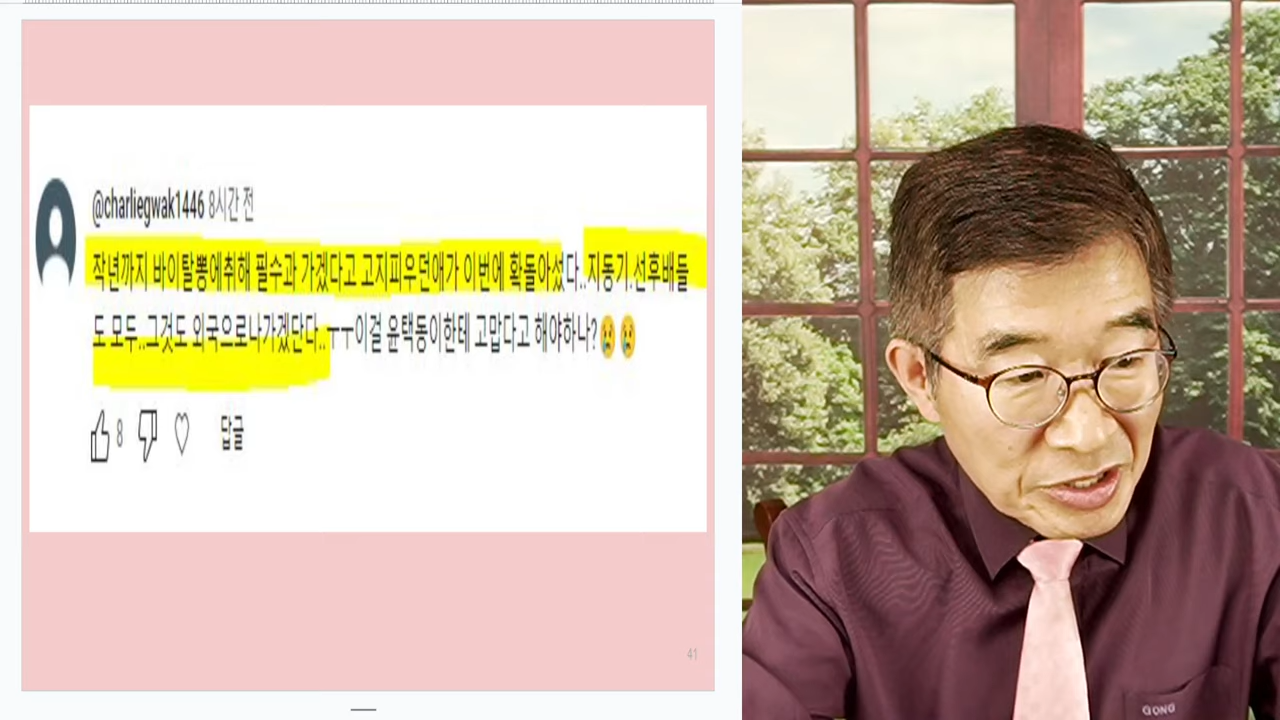 @charliegwak1446 8시간 전
작년까지 바이탈뽕에취해 필수과 가겠다고 고지피우던애가 이번에 확돌아섰다..지동기.선후배들
도 모두..그것도 외국으로나가겠단다..ㅜㅜ이걸 윤택동이한테 고맙다고 해야하나?😢😢
8 답글
41
GONG